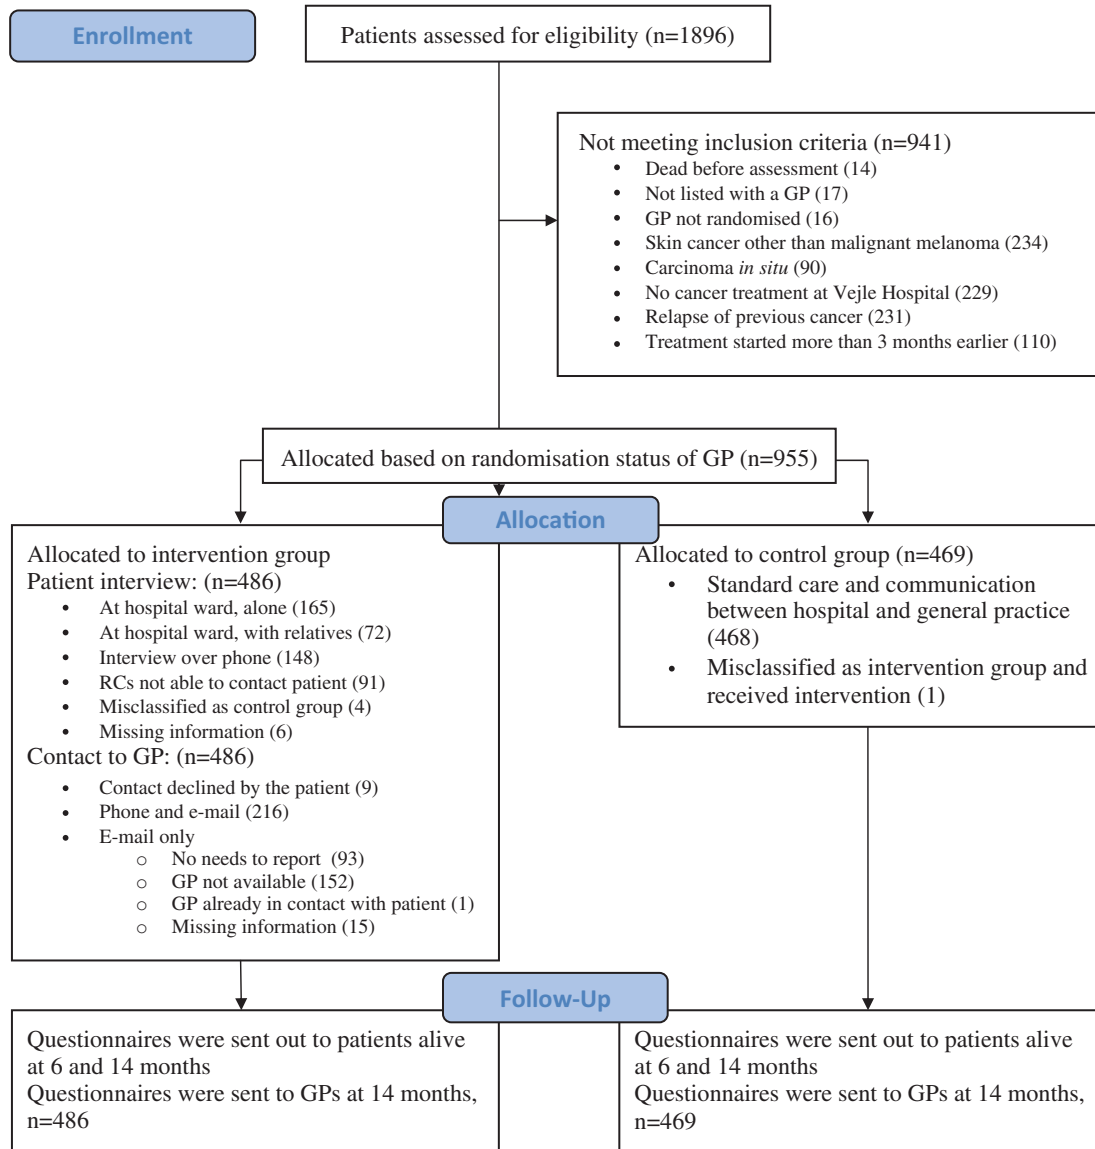 Enrollment
Patients assessed for eligibility (n=1896)
Not meeting inclusion criteria (n=941)
• Dead before assessment (14)
• Not listed with a GP (17)
• GP not randomised (16)
• Skin cancer other than malignant melanoma (234)
• Carcinoma in situ (90)
• No cancer treatment at Vejle Hospital (229)
• Relapse of previous cancer (231)
• Treatment started more than 3 months earlier (110)
Allocated based on randomisation status of GP (n=955)
Allocation
Allocated to intervention group
Patient interview: (n=486)
• At hospital ward, alone (165)
• At hospital ward, with relatives (72)
• Interview over phone (148)
• RCs not able to contact patient (91)
• Misclassified as control group (4)
• Missing information (6)
Contact to GP: (n=486)
• Contact declined by the patient (9)
• Phone and e-mail (216)
• E-mail only
o No needs to report (93)
o GP not available (152)
o GP already in contact with patient (1)
o Missing information (15)
Allocated to control group (n=469)
• Standard care and communication
between hospital and general practice
(468)
• Misclassified as intervention group and
received intervention (1)
Follow-Up
Questionnaires were sent out to patients alive
at 6 and 14 months
Questionnaires were sent to GPs at 14 months,
n=486
Questionnaires were sent out to patients alive
at 6 and 14 months
Questionnaires were sent to GPs at 14 months,
n=469